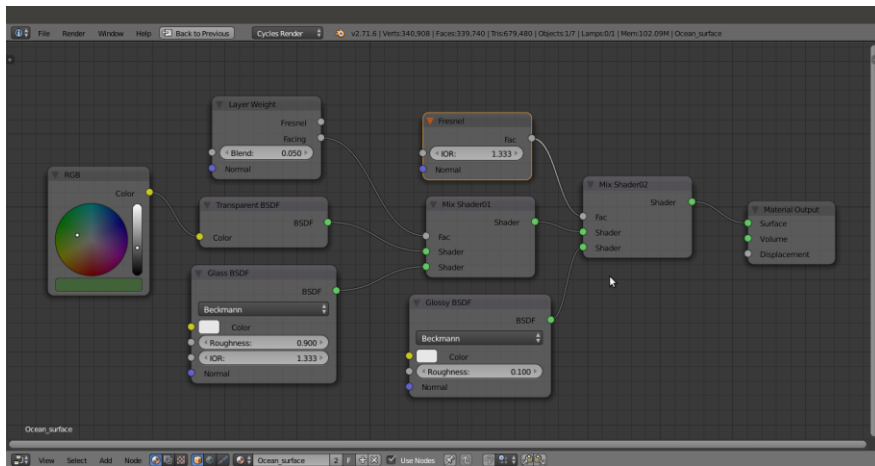 File Render Window Help Back to Previous Cycles Render v2.71.6 | Verts:340,908 | Faces:339,740 | Tris:679,480 | Objects:1/7 | Lamps:0/1 | Mem:102.09M | Ocean_surface
Layer Weight
Fresnel
Facing
Blend: 0.050
Normal
Fresnel
Fac
IOR: 1.333
Normal
RGB
Color
Transparent BSDF
BSDF
Color
Mix Shader01
Shader
Fac
Shader
Shader
Mix Shader02
Shader
Fac
Shader
Shader
Material Output
Surface
Volume
Displacement
Glass BSDF
BSDF
Beckmann
Color
Roughness: 0.900
IOR: 1.333
Normal
Glossy BSDF
BSDF
Beckmann
Color
Roughness: 0.100
Normal
Ocean_surface
View Select Add Node Ocean_surface 2 F Use Nodes